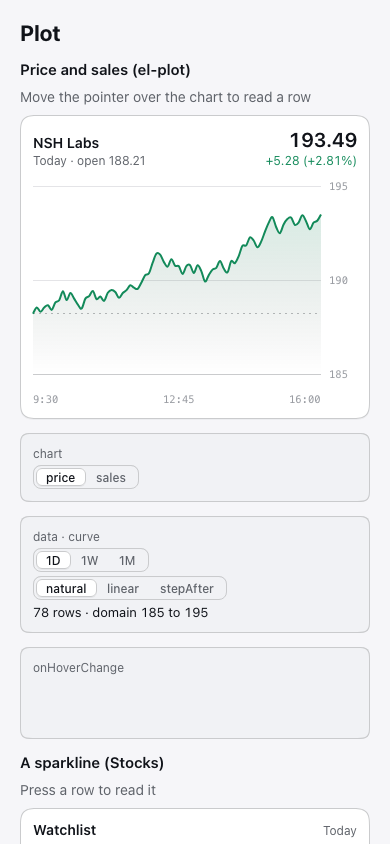 Plot
Price and sales (el-plot)
Move the pointer over the chart to read a row
NSH Labs 193.49
Today · open 188.21 +5.28 (+2.81%)
195
190
185
9:30 12:45 16:00
chart
price sales
data · curve
1D 1W 1M
natural linear stepAfter
78 rows · domain 185 to 195
onHoverChange
A sparkline (Stocks)
Press a row to read it
Watchlist Today